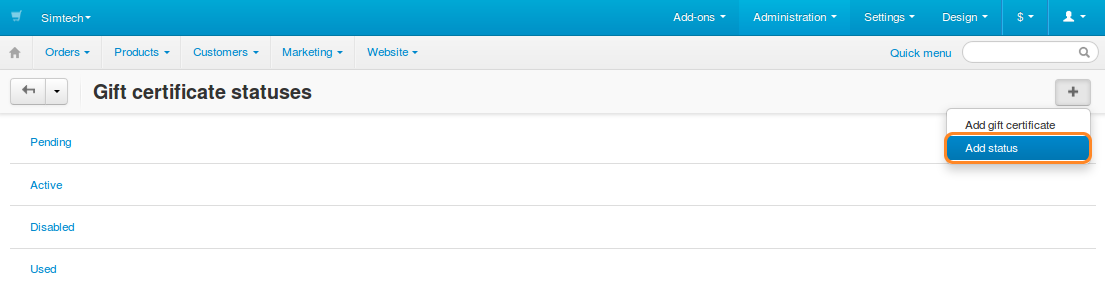 Simtech Add-ons Administration Settings Design $
Orders Products Customers Marketing Website Quick menu
Gift certificate statuses
Add gift certificate
Pending
Add status
Active
Disabled
Used